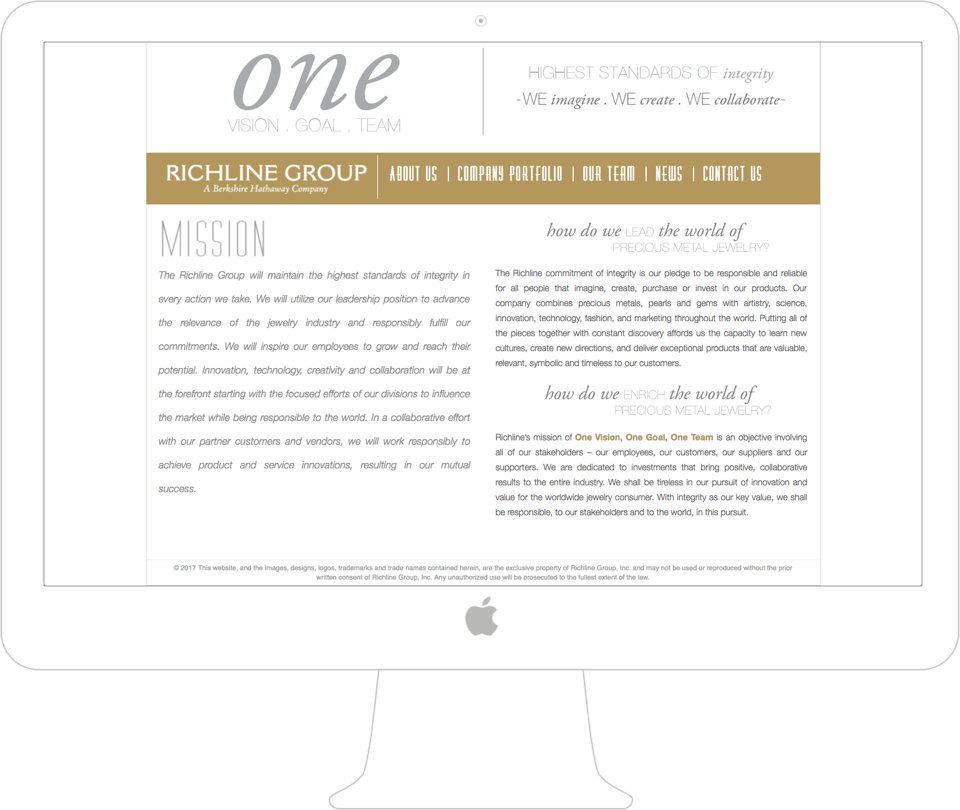 one
VISION . GOAL . TEAM
HIGHEST STANDARDS OF integrity
-WE imagine . WE create . WE collaborate-
RICHLINE GROUP
A Berkshire Hathaway Company
ABOUT US | COMPANY PORTFOLIO | OUR TEAM | NEWS | CONTACT US
MISSION
The Richline Group will maintain the highest standards of integrity in
every action we take. We will utilize our leadership position to advance
the relevance of the jewelry industry and responsibly fulfill our
commitments. We will inspire our employees to grow and reach their
potential. Innovation, technology, creativity and collaboration will be at
the forefront starting with the focused efforts of our divisions to influence
the market while being responsible to the world. In a collaborative effort
with our partner customers and vendors, we will work responsibly to
achieve product and service innovations, resulting in our mutual
success.
how do we LEAD the world of
PRECIOUS METAL JEWELRY?
The Richline commitment of integrity is our pledge to be responsible and reliable
for all people that imagine, create, purchase or invest in our products. Our
company combines precious metals, pearls and gems with artistry, science,
innovation, technology, fashion, and marketing throughout the world. Putting all of
the pieces together with constant discovery affords us the capacity to learn new
cultures, create new directions, and deliver exceptional products that are valuable,
relevant, symbolic and timeless to our customers.
how do we ENRICH the world of
PRECIOUS METAL JEWELRY?
Richline's mission of One Vision, One Goal, One Team is an objective involving
all of our stakeholders – our employees, our customers, our suppliers and our
supporters. We are dedicated to investments that bring positive, collaborative
results to the entire industry. We shall be tireless in our pursuit of innovation and
value for the worldwide jewelry consumer. With integrity as our key value, we shall
be responsible, to our stakeholders and to the world, in this pursuit.
© 2017 This website, and the images, designs, logos, trademarks and trade names contained herein, are the exclusive property of Richline Group, Inc. and may not be used or reproduced without the prior
written consent of Richline Group, Inc. Any unauthorized use will be prosecuted to the fullest extent of the law.